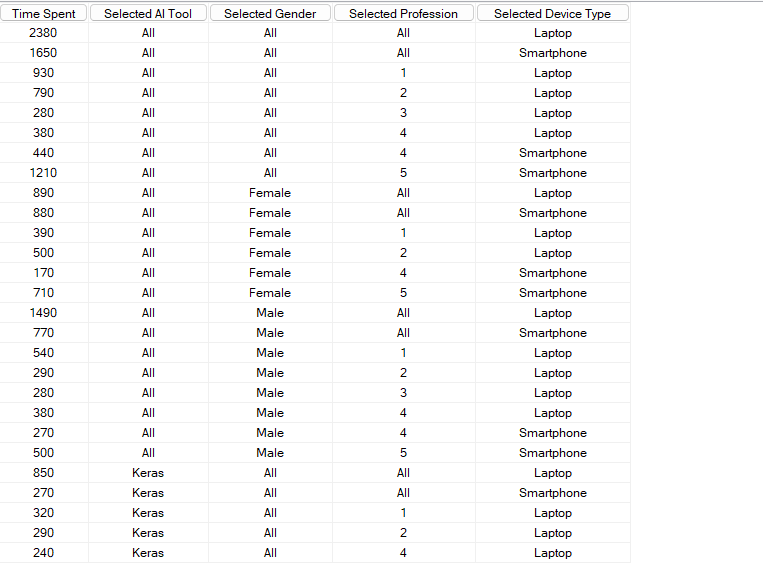 Time Spent Selected AI Tool Selected Gender Selected Profession Selected Device Type
2380 All All All Laptop
1650 All All All Smartphone
930 All All 1 Laptop
790 All All 2 Laptop
280 All All 3 Laptop
380 All All 4 Laptop
440 All All 4 Smartphone
1210 All All 5 Smartphone
890 All Female All Laptop
880 All Female All Smartphone
390 All Female 1 Laptop
500 All Female 2 Laptop
170 All Female 4 Smartphone
710 All Female 5 Smartphone
1490 All Male All Laptop
770 All Male All Smartphone
540 All Male 1 Laptop
290 All Male 2 Laptop
280 All Male 3 Laptop
380 All Male 4 Laptop
270 All Male 4 Smartphone
500 All Male 5 Smartphone
850 Keras All All Laptop
270 Keras All All Smartphone
320 Keras All 1 Laptop
290 Keras All 2 Laptop
240 Keras All 4 Laptop